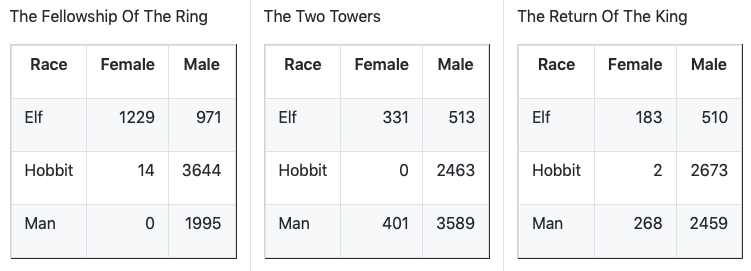 The Fellowship Of The Ring
Race Female Male
Elf 1229 971
Hobbit 14 3644
Man 0 1995
The Two Towers
Race Female Male
Elf 331 513
Hobbit 0 2463
Man 401 3589
The Return Of The King
Race Female Male
Elf 183 510
Hobbit 2 2673
Man 268 2459